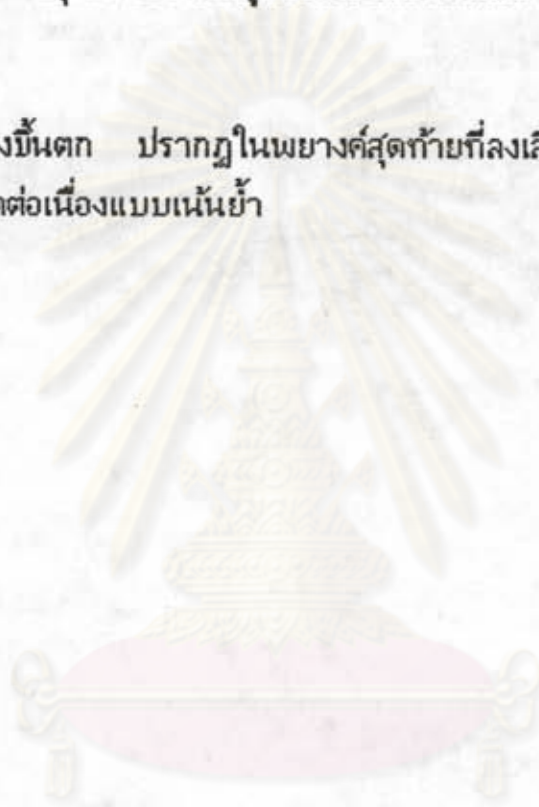 งขึ้นตก ปรากฏในพยางค์สุดท้ายที่ลงเสี
าต่อเนื่องแบบเน้นย้ำ